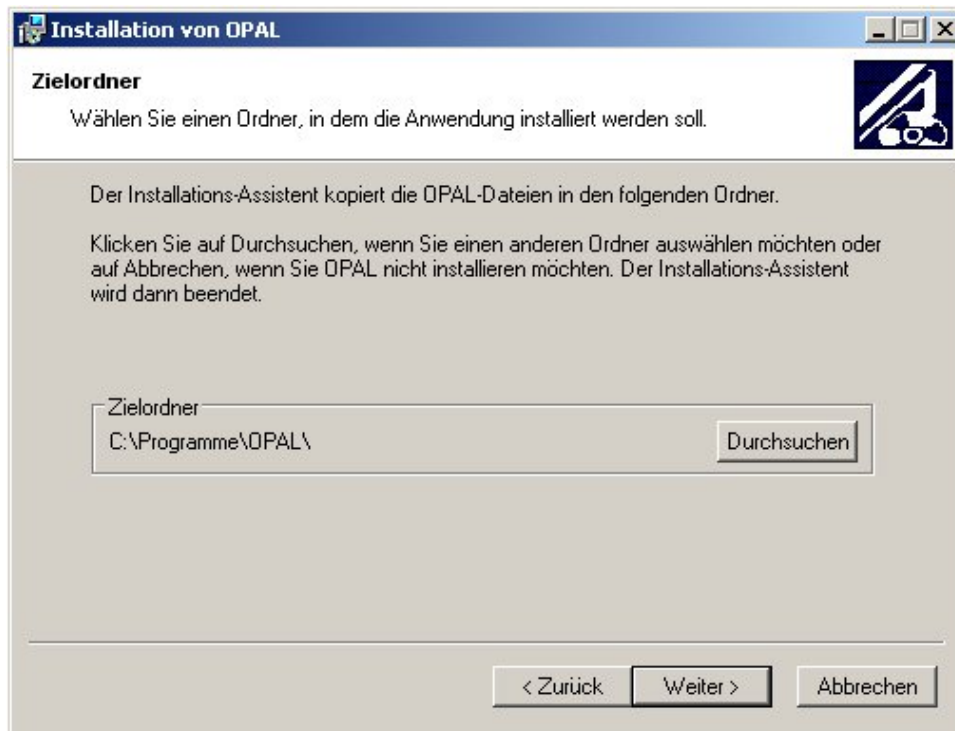 Installation von OPAL
Zielordner
Wählen Sie einen Ordner, in dem die Anwendung installiert werden soll.
Der Installations-Assistent kopiert die OPAL-Dateien in den folgenden Ordner.
Klicken Sie auf Durchsuchen, wenn Sie einen anderen Ordner auswählen möchten oder
auf Abbrechen, wenn Sie OPAL nicht installieren möchten. Der Installations-Assistent
wird dann beendet.
Zielordner
C:\Programme\OPAL\
Durchsuchen
< Zurück
Weiter >
Abbrechen